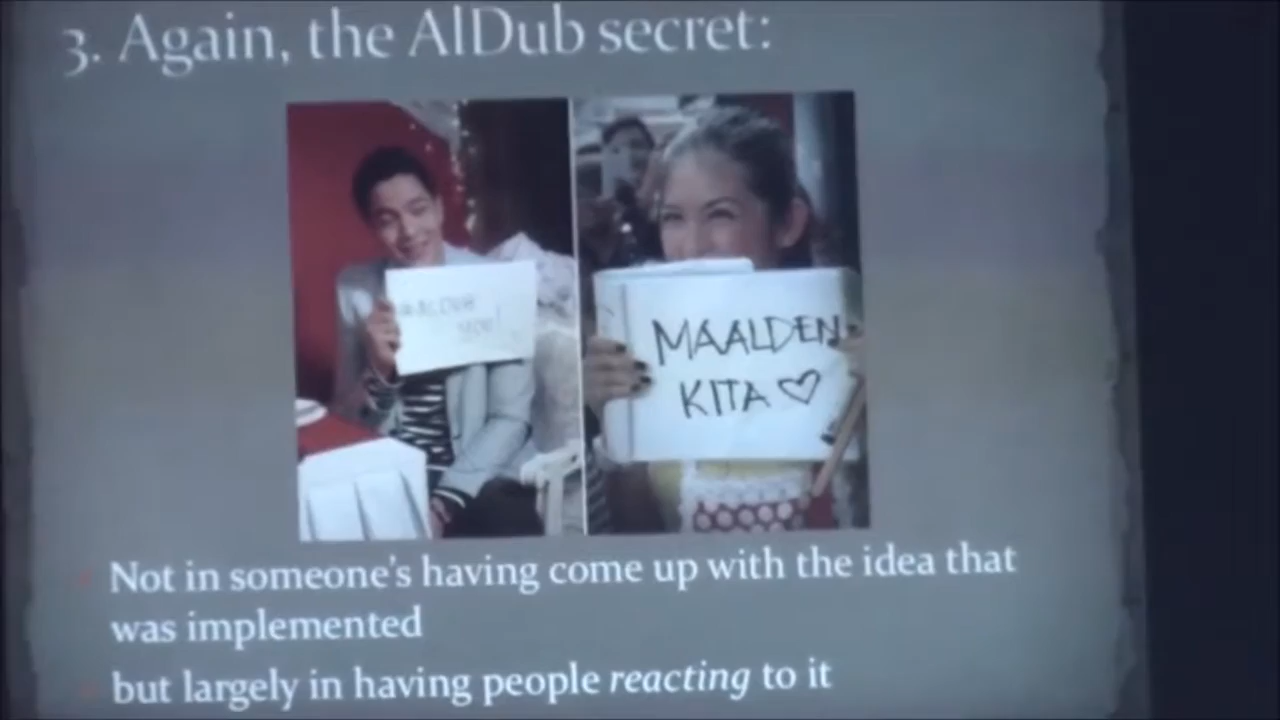 3. Again, the AlDub secret:
MAALDEN
KITA ♡
Not in someone's having come up with the idea that
was implemented
but largely in having people reacting to it